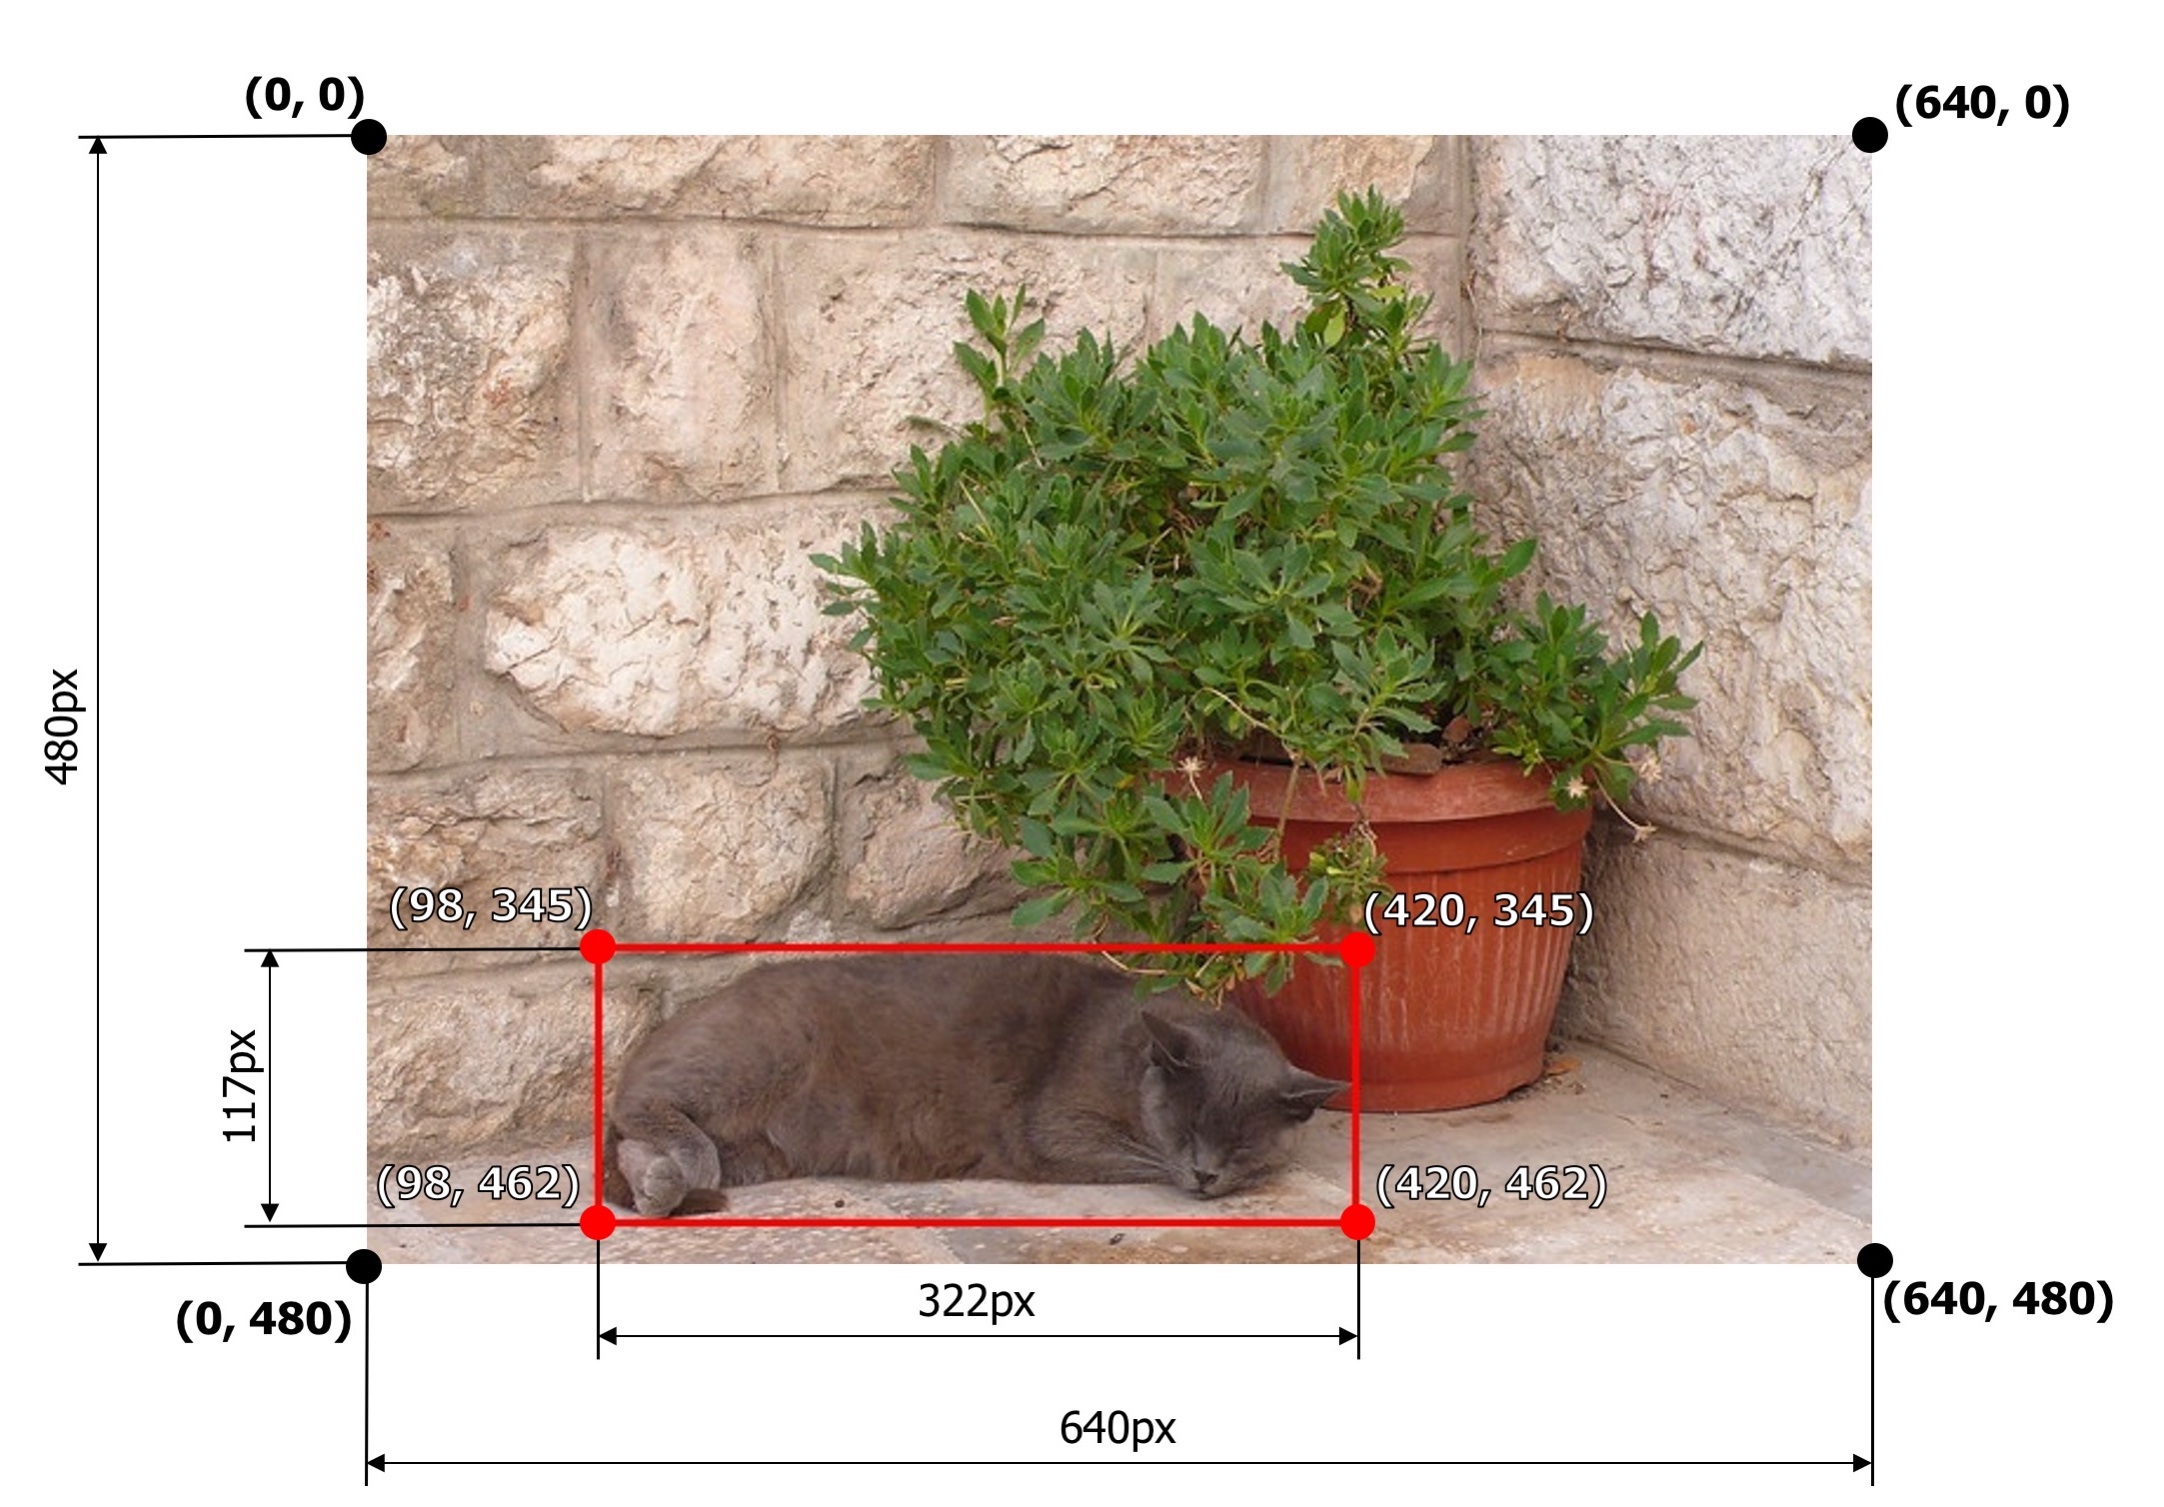 (0, 0)
(640, 0)
480px
(98, 345)
(420, 345)
117px
(98, 462)
(420, 462)
(0, 480)
322px
(640, 480)
640px